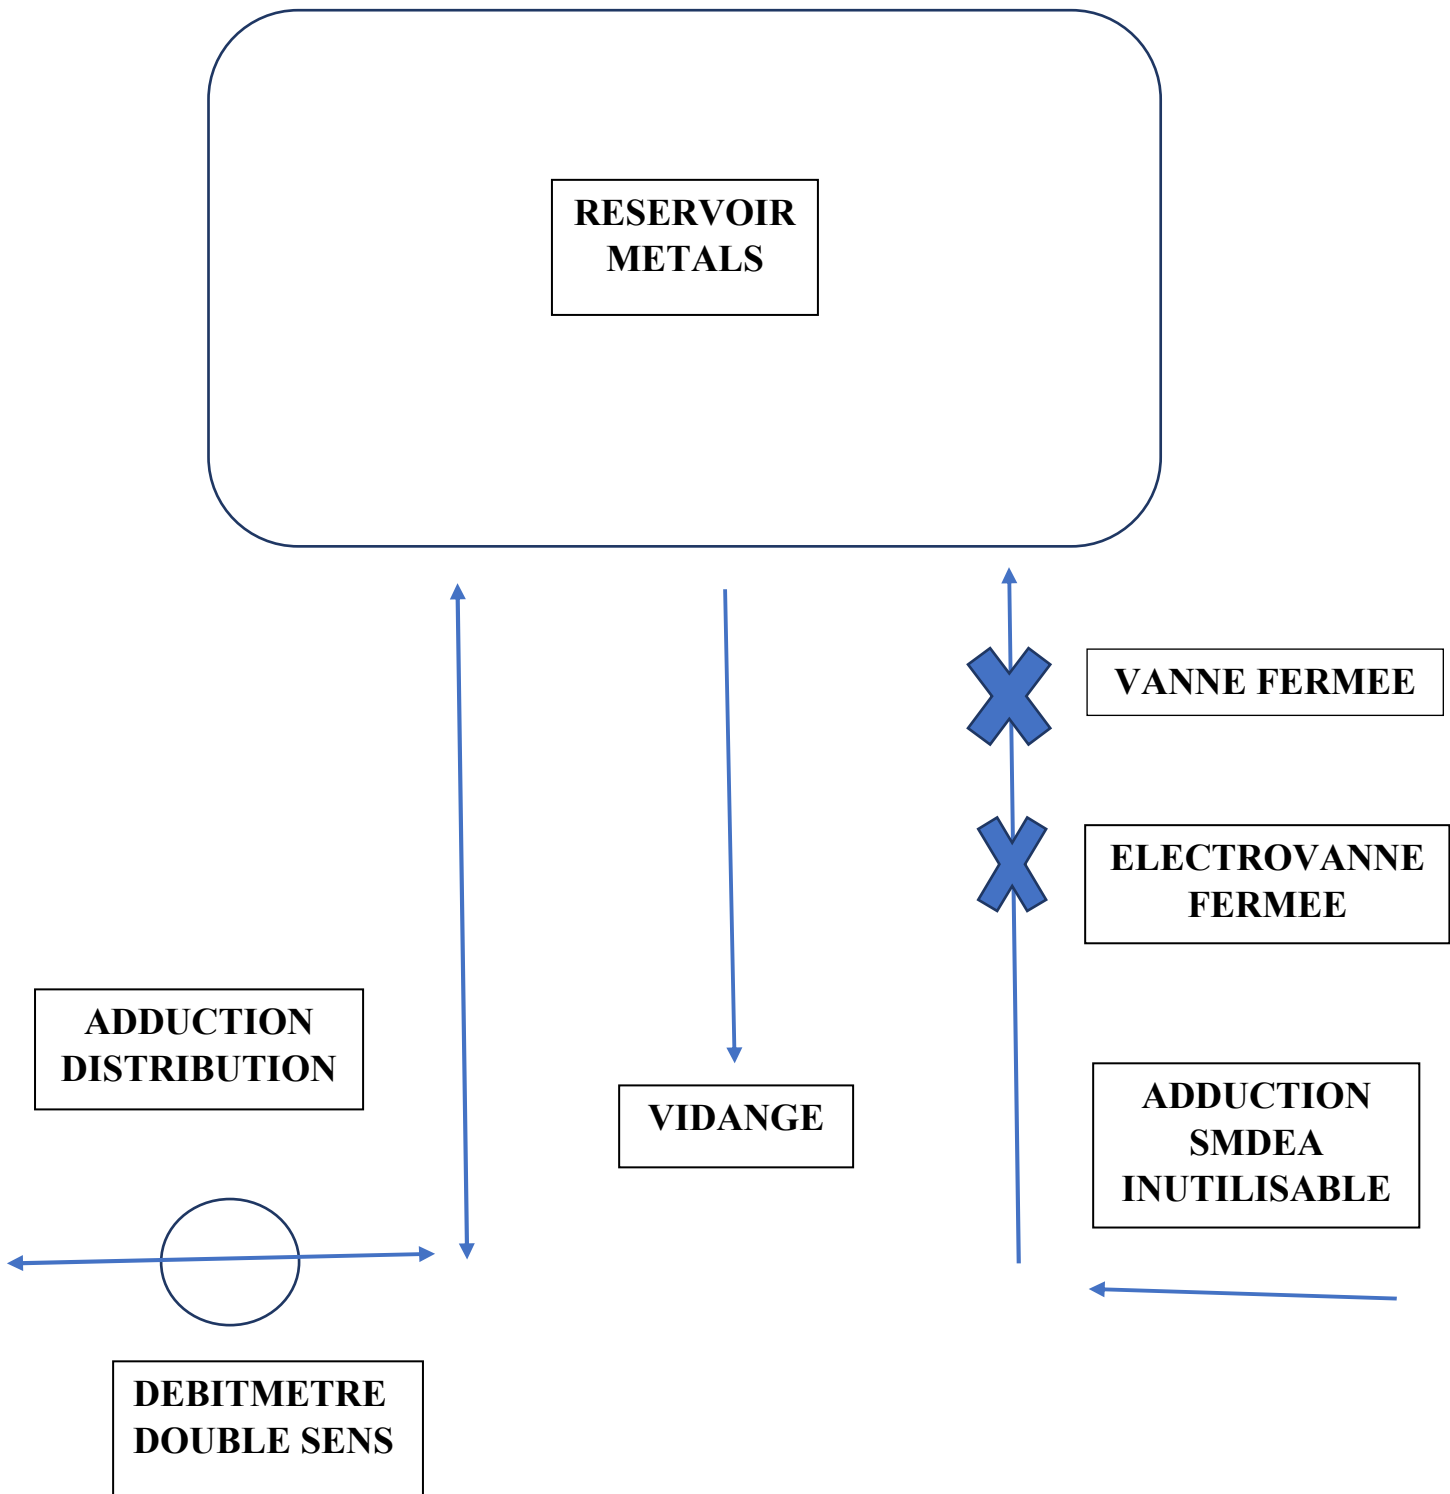 RESERVOIR
METALS
VANNE FERMEE
ELECTROVANNE
FERMEE
ADDUCTION
DISTRIBUTION
VIDANGE
ADDUCTION
SMDEA
INUTILISABLE
DEBITMETRE
DOUBLE SENS